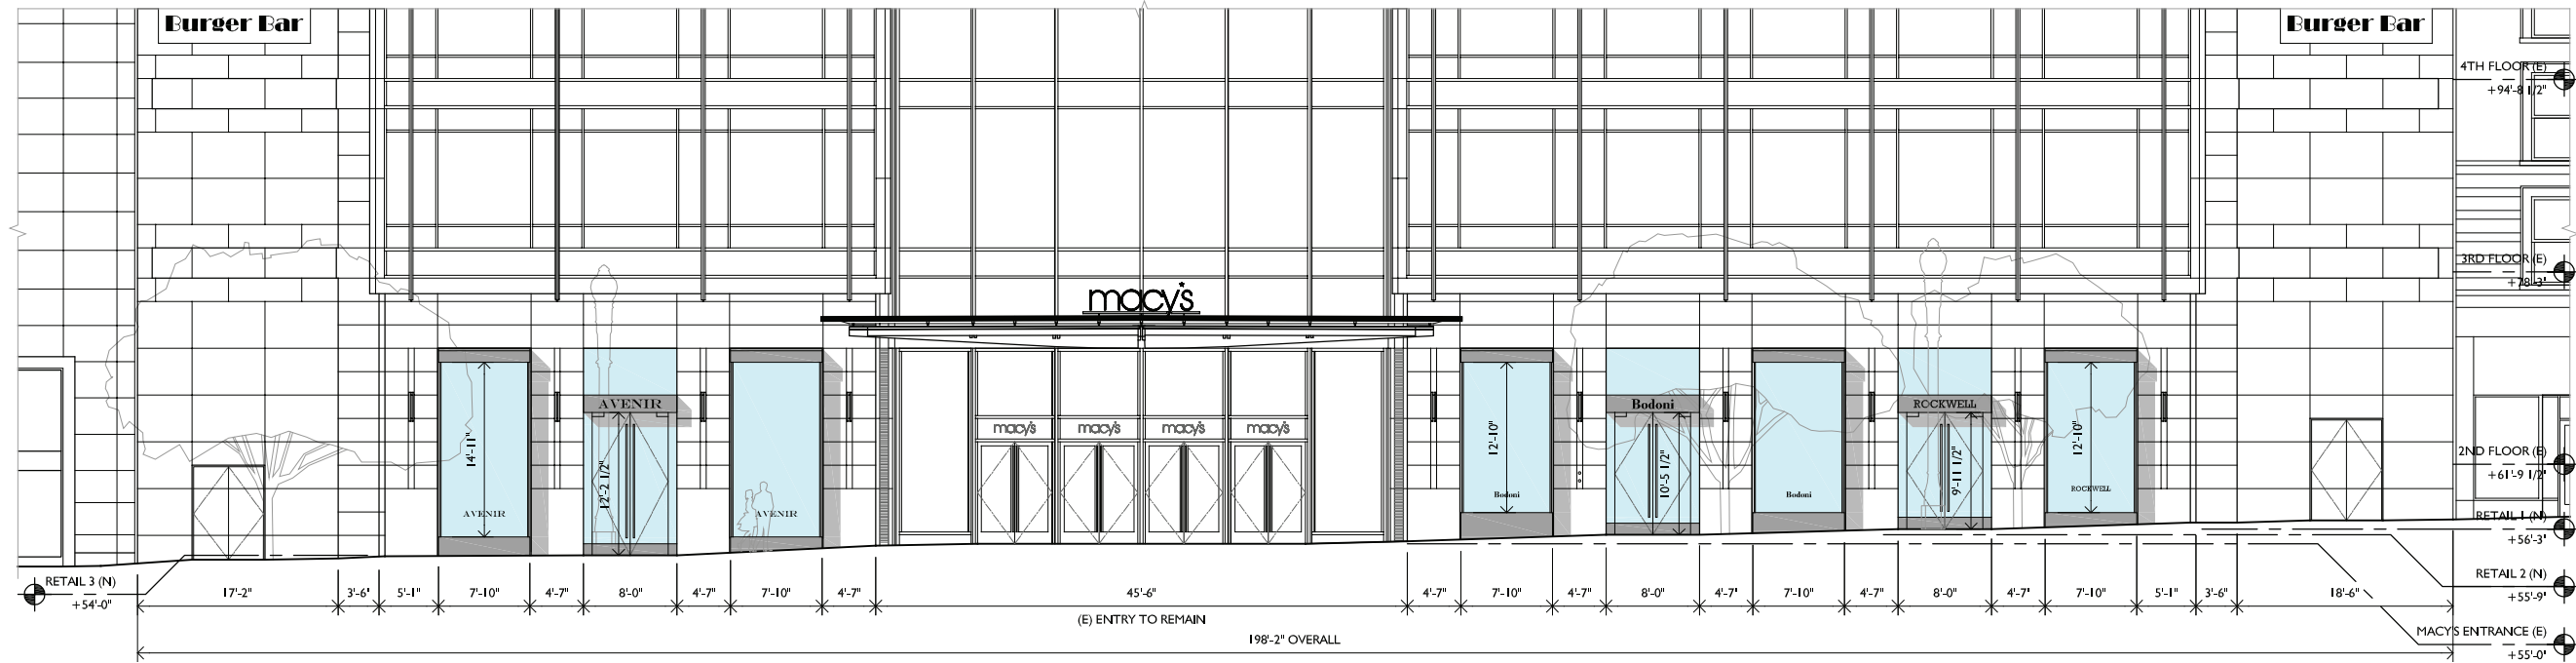 Burger Bar
Burger Bar
4TH FLOOR (E)
+94'-8 1/2"
3RD FLOOR (E)
+78'-3"
2ND FLOOR (E)
+61'-9 1/2"
RETAIL 1 (N)
+56'-3"
RETAIL 2 (N)
+55'-9"
MACY'S ENTRANCE (E)
+55'-0"
RETAIL 3 (N)
+54'-0"
macy's
AVENIR
Bodoni
ROCKWELL
macy's macy's macy's macy's
14'-11"
12'-2 1/2"
12'-10"
10'-5 1/2"
9'-11 1/2"
12'-10"
AVENIR
AVENIR
Bodoni
Bodoni
ROCKWELL
17'-2" 3'-6" 5'-1" 7'-10" 4'-7" 8'-0" 4'-7" 7'-10" 4'-7" 45'-6" 4'-7" 7'-10" 4'-7" 8'-0" 4'-7" 7'-10" 4'-7" 8'-0" 4'-7" 7'-10" 5'-1" 3'-6" 18'-6"
(E) ENTRY TO REMAIN
198'-2" OVERALL